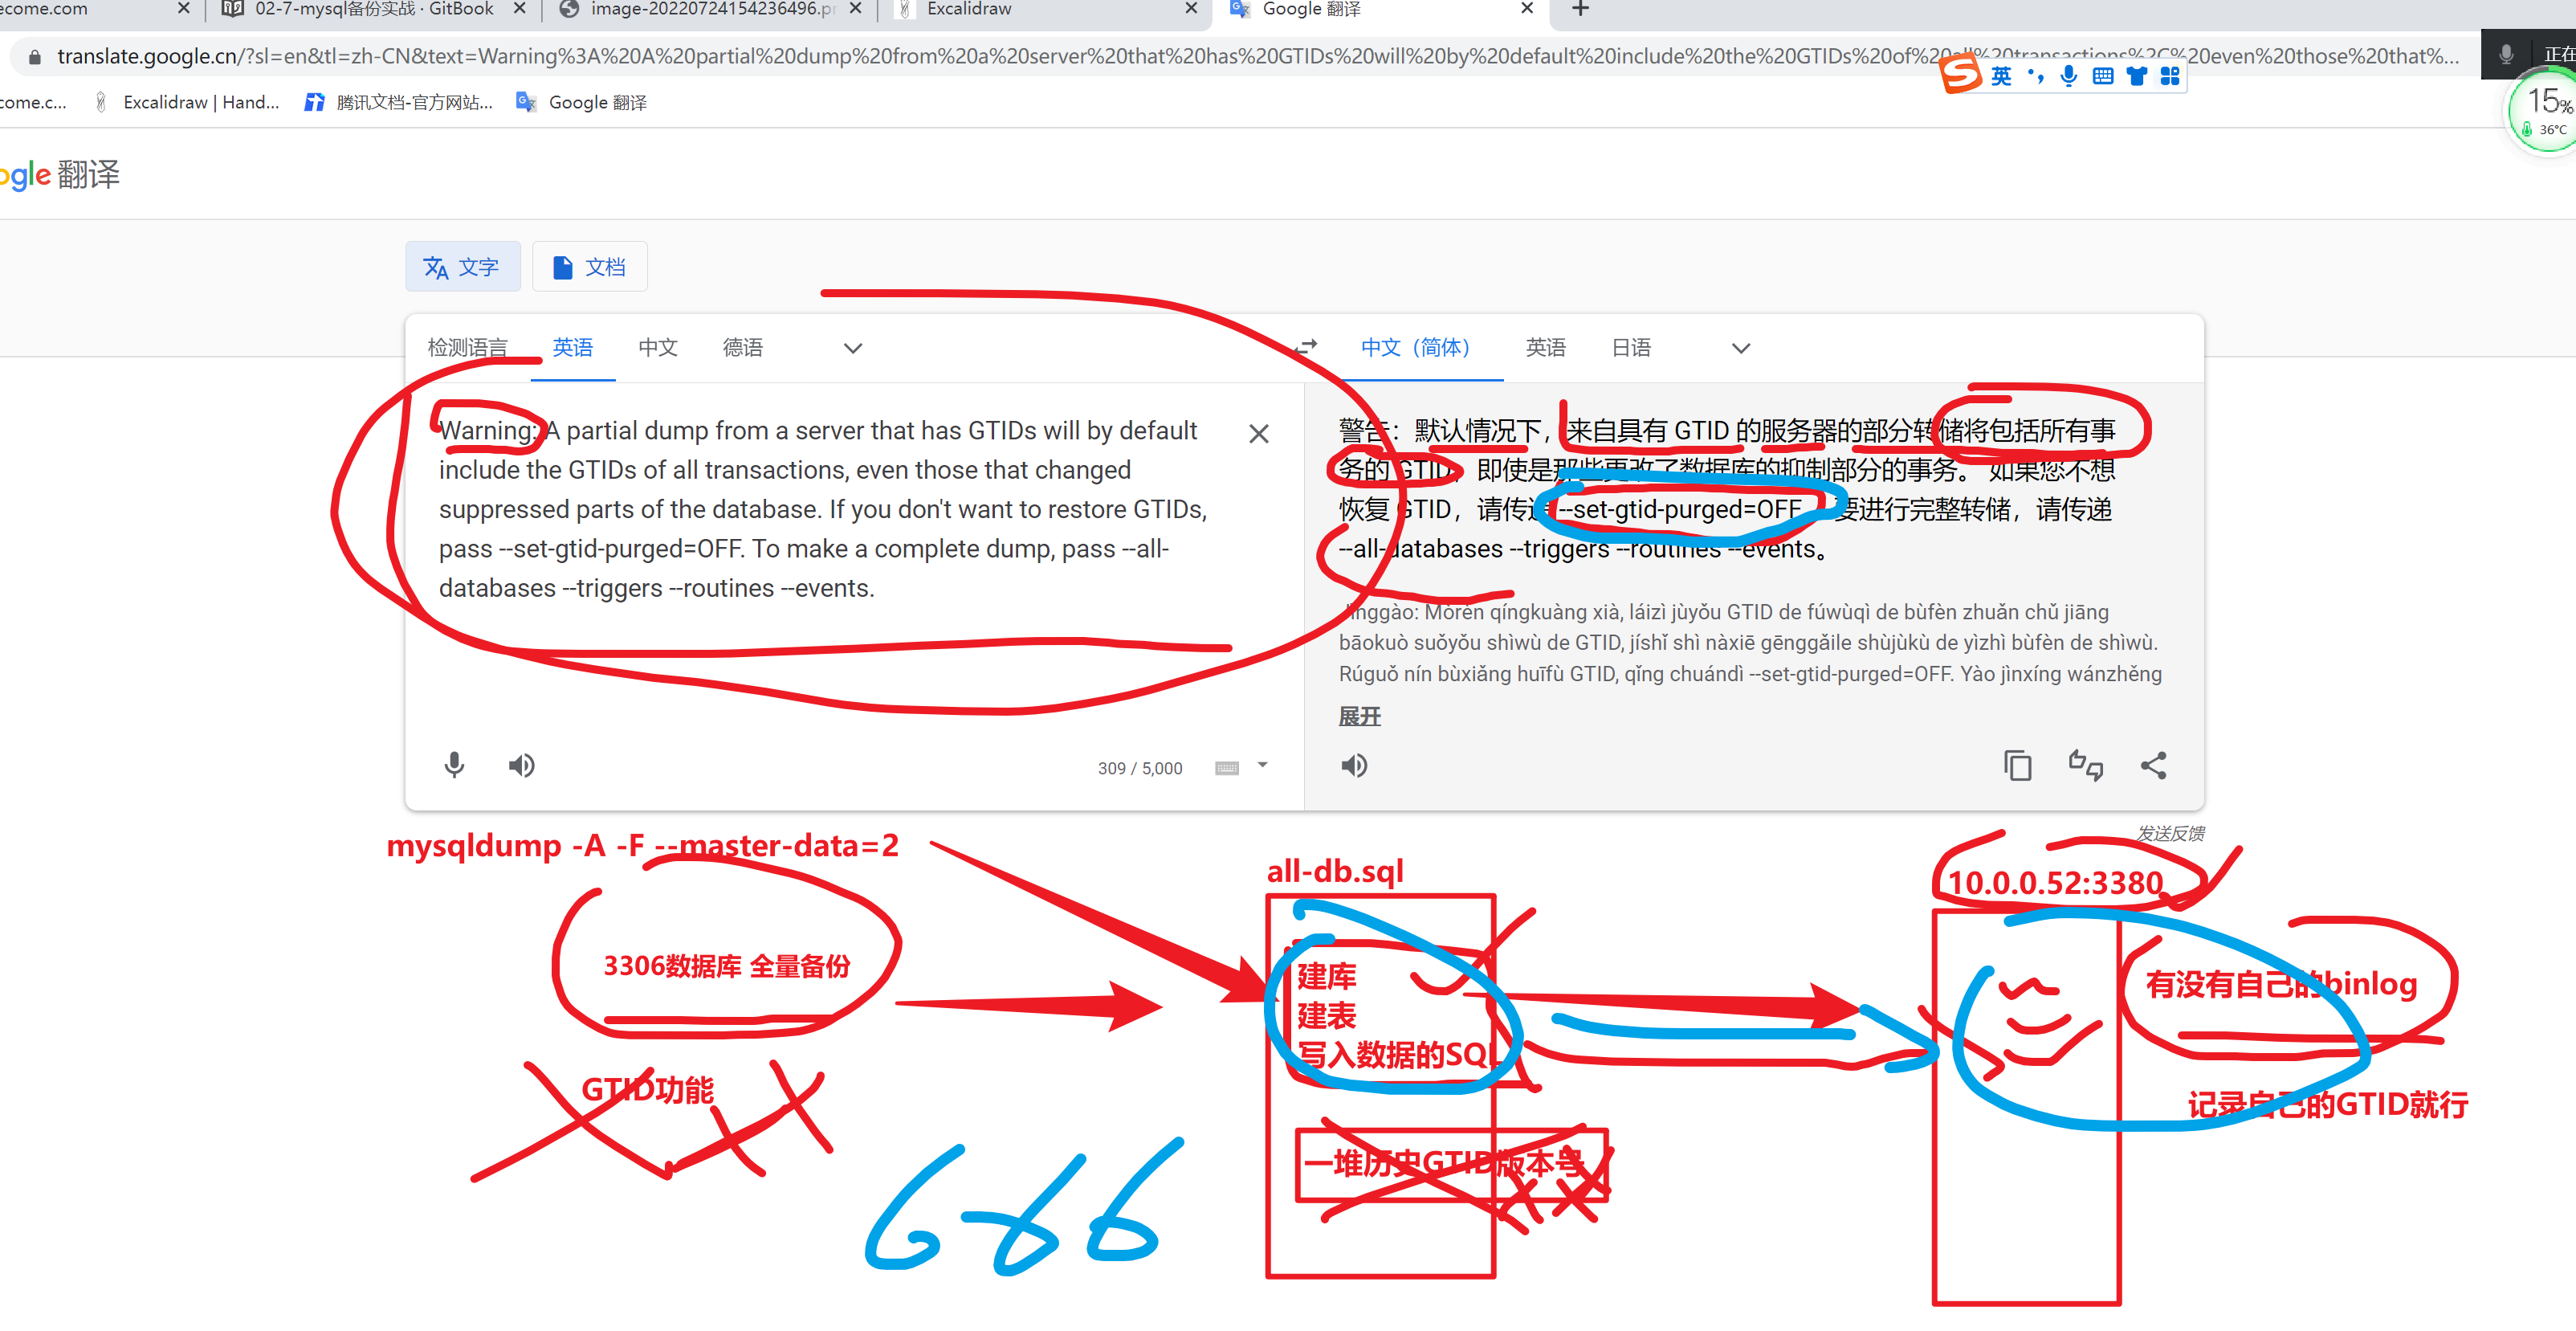 ecome.com
02-7-mysql备份实战 · GitBook
image-20220724154236496.pr
Excalidraw
Google 翻译
translate.google.cn/?sl=en&tl=zh-CN&text=Warning%3A%20A%20partial%20dump%20from%20a%20server%20that%20has%20GTIDs%20will%20by%20default%20include%20the%20GTIDs%20of%20all%20transactions%2C%20even%20those%20that%...
正在
英
15%
36°C
come.c...
Excalidraw | Hand...
腾讯文档-官方网站...
Google 翻译
ogle 翻译
文字
文档
检测语言
英语
中文
德语
中文（简体）
英语
日语
Warning: A partial dump from a server that has GTIDs will by default
include the GTIDs of all transactions, even those that changed
suppressed parts of the database. If you don't want to restore GTIDs,
pass --set-gtid-purged=OFF. To make a complete dump, pass --all-
databases --triggers --routines --events.
309 / 5,000
警告：默认情况下，来自具有 GTID 的服务器的部分转储将包括所有事
务的 GTID，即使是那些更改了数据库的抑制部分的事务。 如果您不想
恢复 GTID，请传递 --set-gtid-purged=OFF 要进行完整转储，请传递
--all-databases --triggers --routines --events。
Jǐnggào: Mòrèn qíngkuàng xià, láizì jùyǒu GTID de fúwùqì de bùfèn zhuǎn chǔ jiāng
bāokuò suǒyǒu shìwù de GTID, jíshǐ shì nàxiē gēnggǎile shùjùkù de yìzhì bùfèn de shìwù.
Rúguǒ nín bùxiǎng huīfù GTID, qǐng chuándì --set-gtid-purged=OFF. Yào jìnxíng wánzhěng
展开
发送反馈
mysqldump -A -F --master-data=2
3306数据库 全量备份
GTID功能
6-66
all-db.sql
建库
建表
写入数据的SQL
一堆历史GTID版本号
10.0.0.52:3380
有没有自己的binlog
记录自己的GTID就行